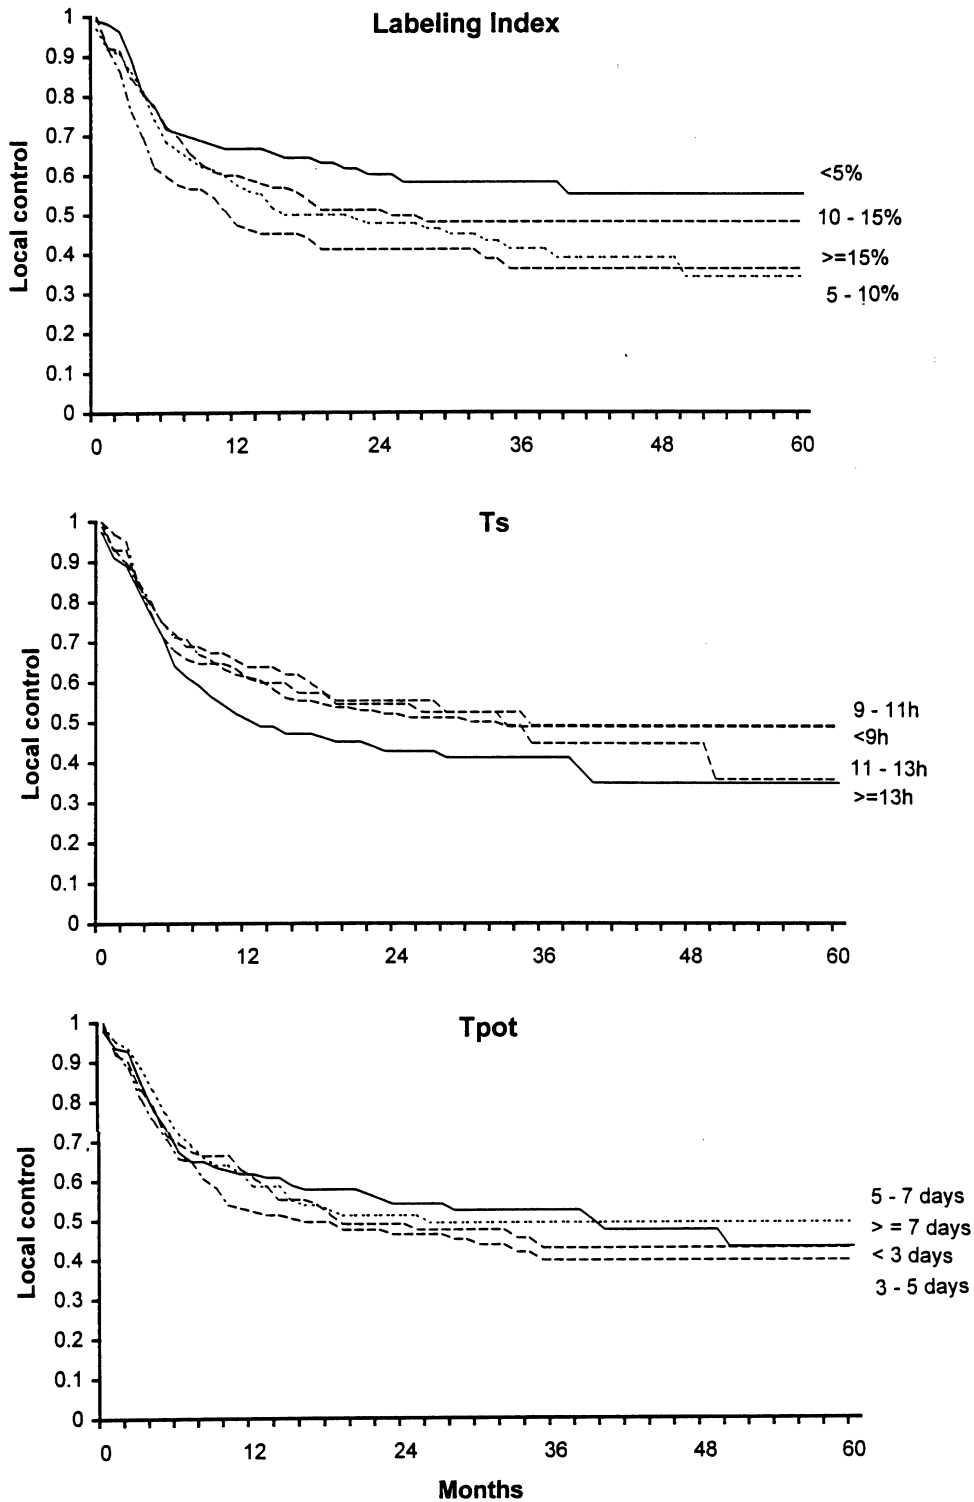 Labeling Index
Local control
1
0.9
0.8
0.7
0.6
0.5
0.4
0.3
0.2
0.1
0
0 12 24 36 48 60
<5%
10 - 15%
>=15%
5 - 10%
Ts
Local control
1
0.9
0.8
0.7
0.6
0.5
0.4
0.3
0.2
0.1
0
0 12 24 36 48 60
9 - 11h
<9h
11 - 13h
>=13h
Tpot
Local control
1
0.9
0.8
0.7
0.6
0.5
0.4
0.3
0.2
0.1
0
0 12 24 36 48 60
5 - 7 days
> = 7 days
< 3 days
3 - 5 days
Months